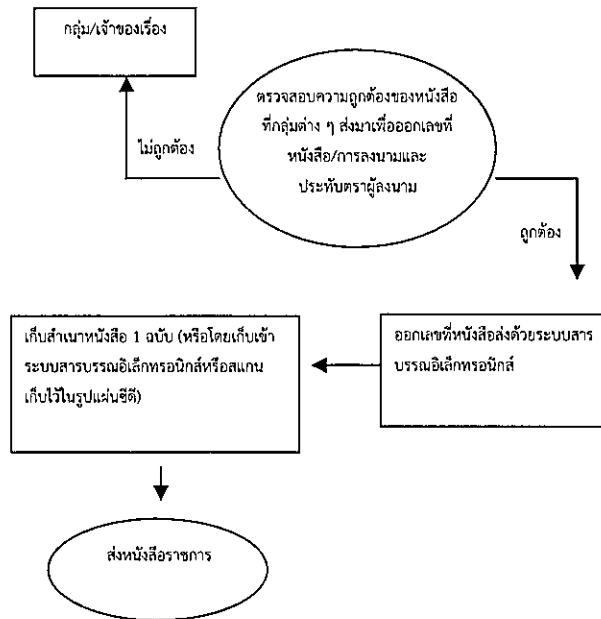 กลุ่ม/เจ้าของเรื่อง
ตรวจสอบความถูกต้องของหนังสือ
ที่กลุ่มต่าง ๆ ส่งมาเพื่อออกเลขที่
หนังสือ/การลงนามและ
ประทับตราผู้ลงนาม
ไม่ถูกต้อง
ถูกต้อง
เก็บสำเนาหนังสือ 1 ฉบับ (หรือโดยเก็บเข้า
ระบบสารบรรณอิเล็กทรอนิกส์หรือสแกน
เก็บไว้ในรูปแผ่นซีดี)
ออกเลขที่หนังสือส่งด้วยระบบสาร
บรรณอิเล็กทรอนิกส์
ส่งหนังสือราชการ